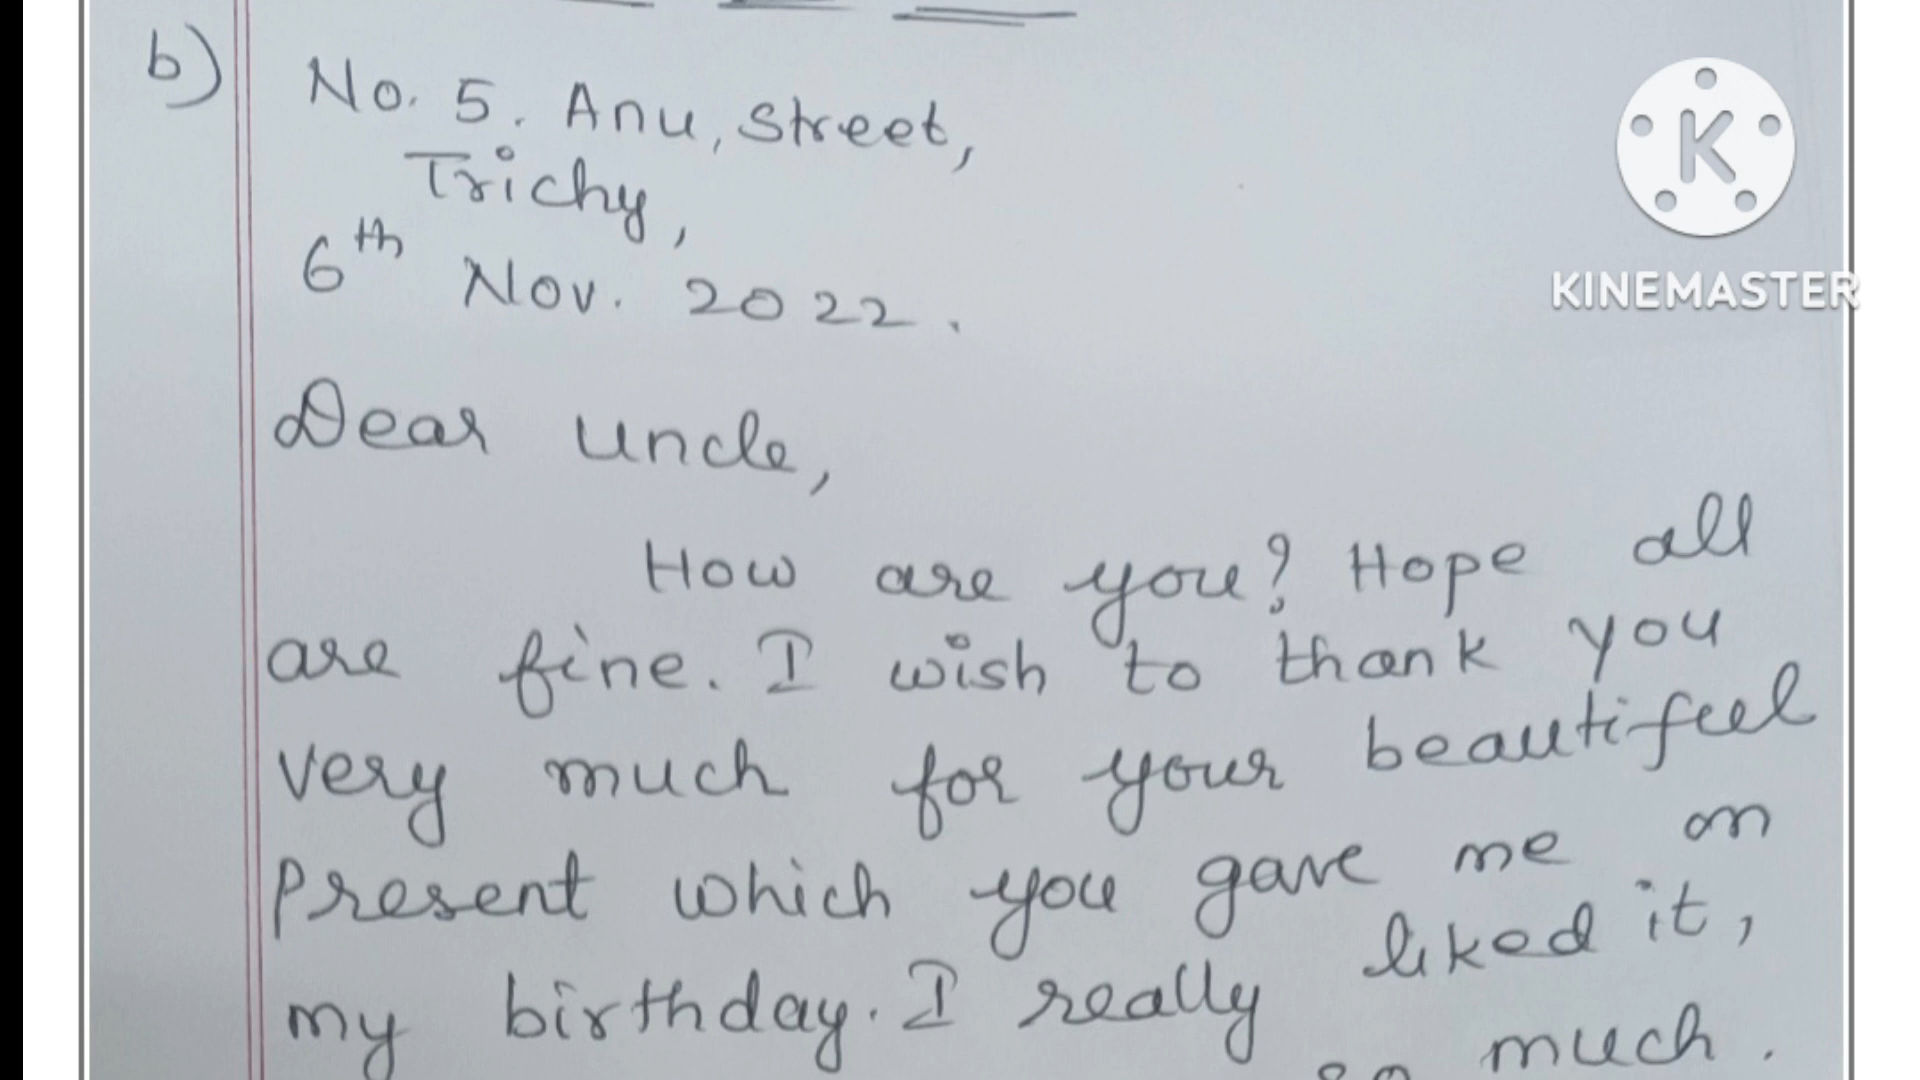 b)
No. 5. Anu, Street,
Trichy,
6th Nov. 2022.
Dear uncle,
How are you? Hope all
are fine. I wish to thank you
very much for your beautiful
Present which you gave me on
my birthday. I really liked it,
so much.
KINEMASTER